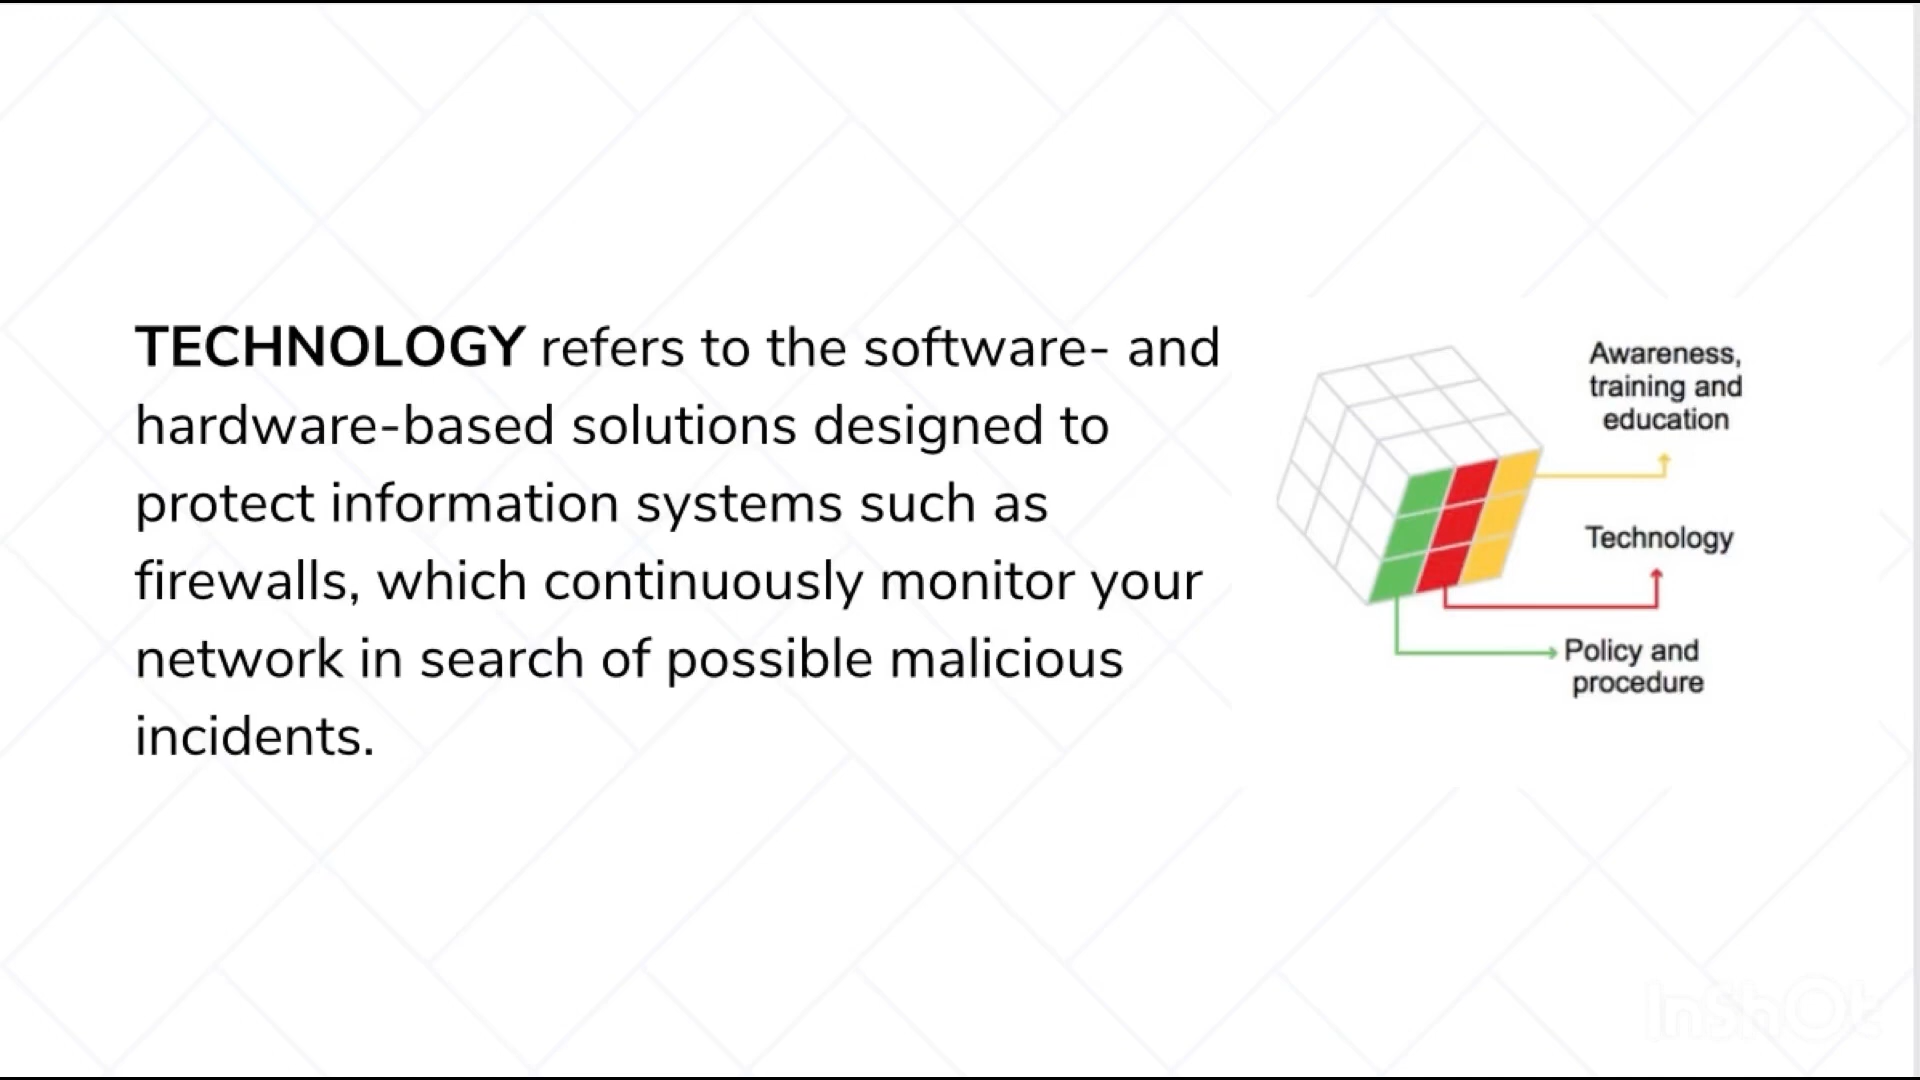 TECHNOLOGY refers to the software- and
hardware-based solutions designed to
protect information systems such as
firewalls, which continuously monitor your
network in search of possible malicious
incidents.
Awareness,
training and
education
Technology
Policy and
procedure
InShOt